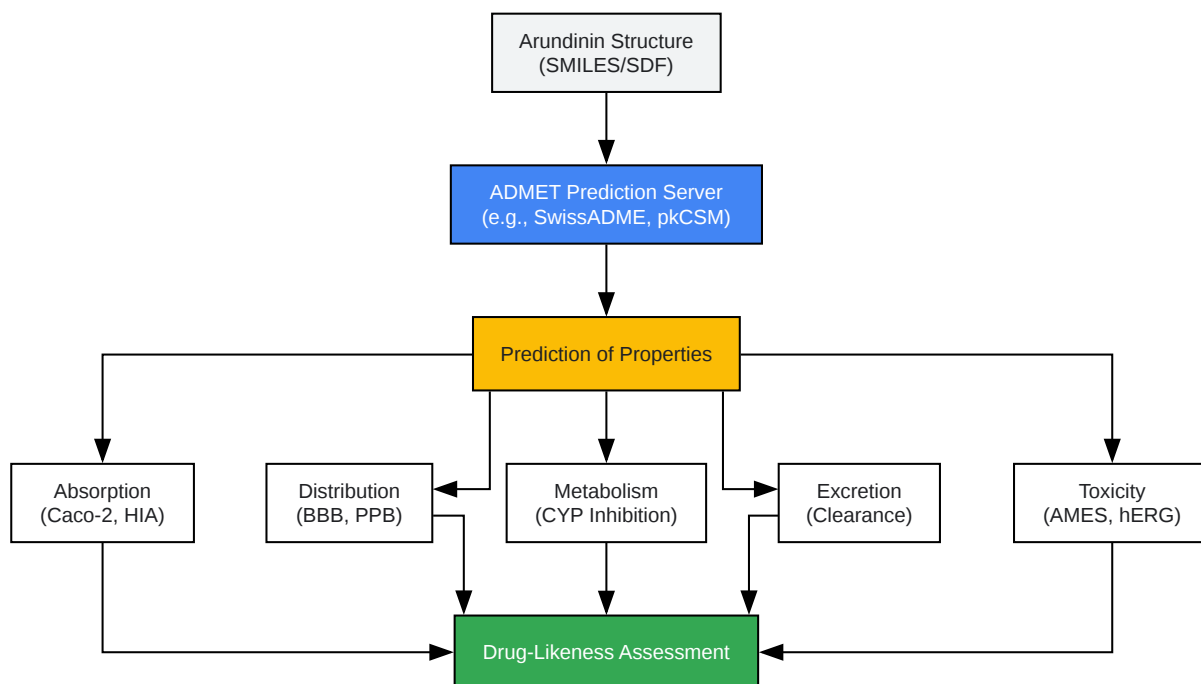 Arundinin Structure
(SMILES/SDF)
ADMET Prediction Server
(e.g., SwissADME, pkCSM)
Prediction of Properties
Absorption
(Caco-2, HIA)
Distribution
(BBB, PPB)
Metabolism
(CYP Inhibition)
Excretion
(Clearance)
Toxicity
(AMES, hERG)
Drug-Likeness Assessment